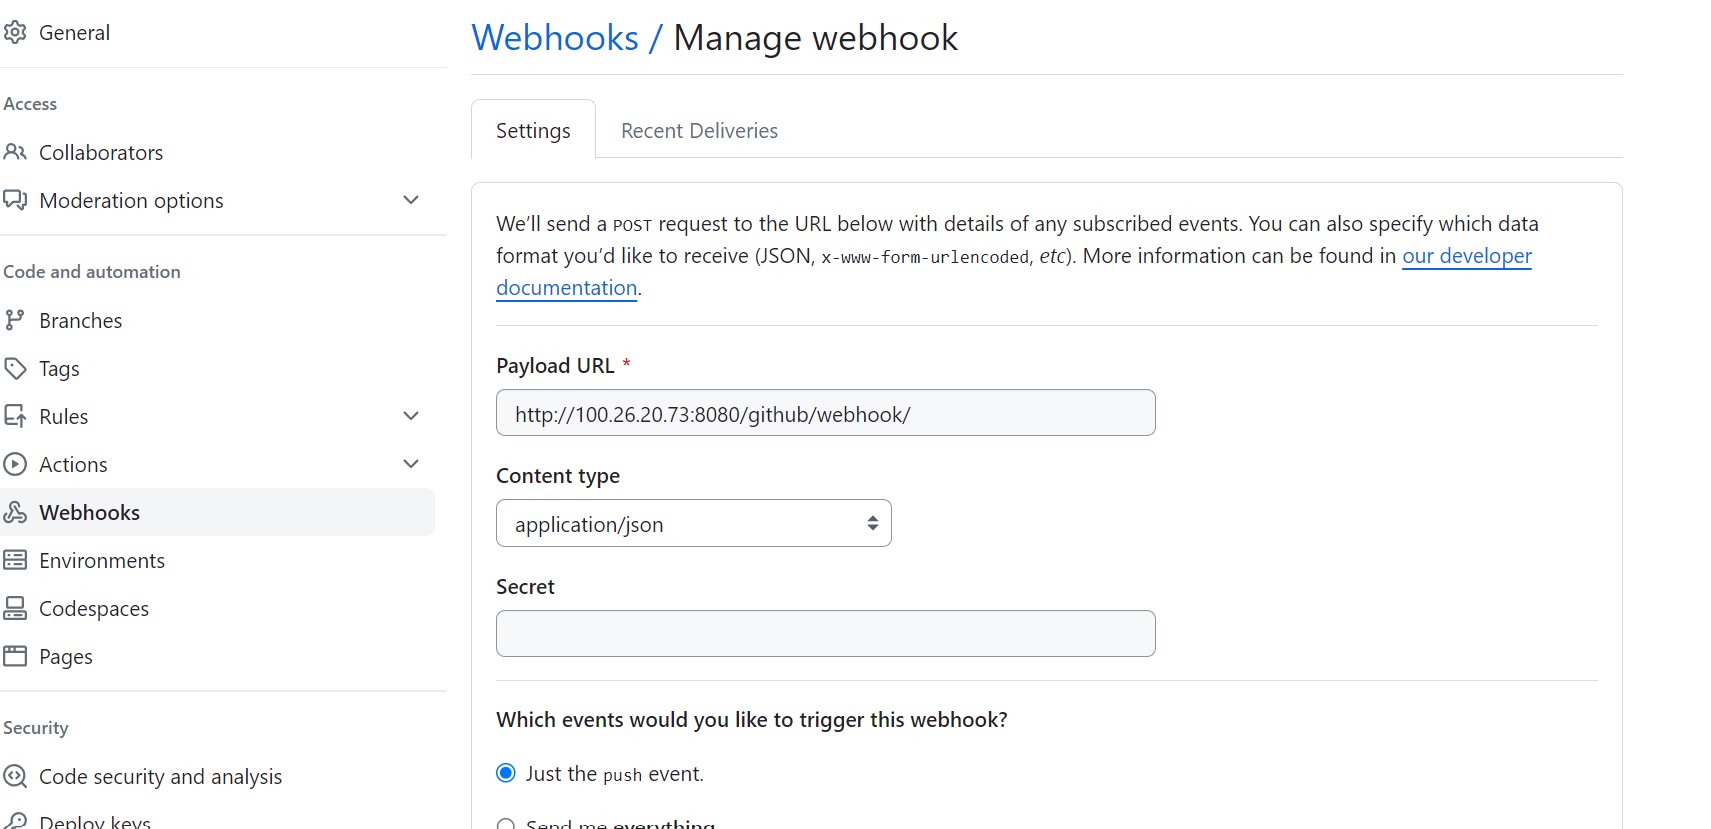 General
Access
Collaborators
Moderation options
Code and automation
Branches
Tags
Rules
Actions
Webhooks
Environments
Codespaces
Pages
Security
Code security and analysis
Deploy keys
Webhooks / Manage webhook
Settings
Recent Deliveries
We’ll send a POST request to the URL below with details of any subscribed events. You can also specify which data
format you’d like to receive (JSON, x-www-form-urlencoded, etc). More information can be found in our developer
documentation.
Payload URL *
http://100.26.20.73:8080/github/webhook/
Content type
application/json
Secret
Which events would you like to trigger this webhook?
Just the push event.
Send me everything.